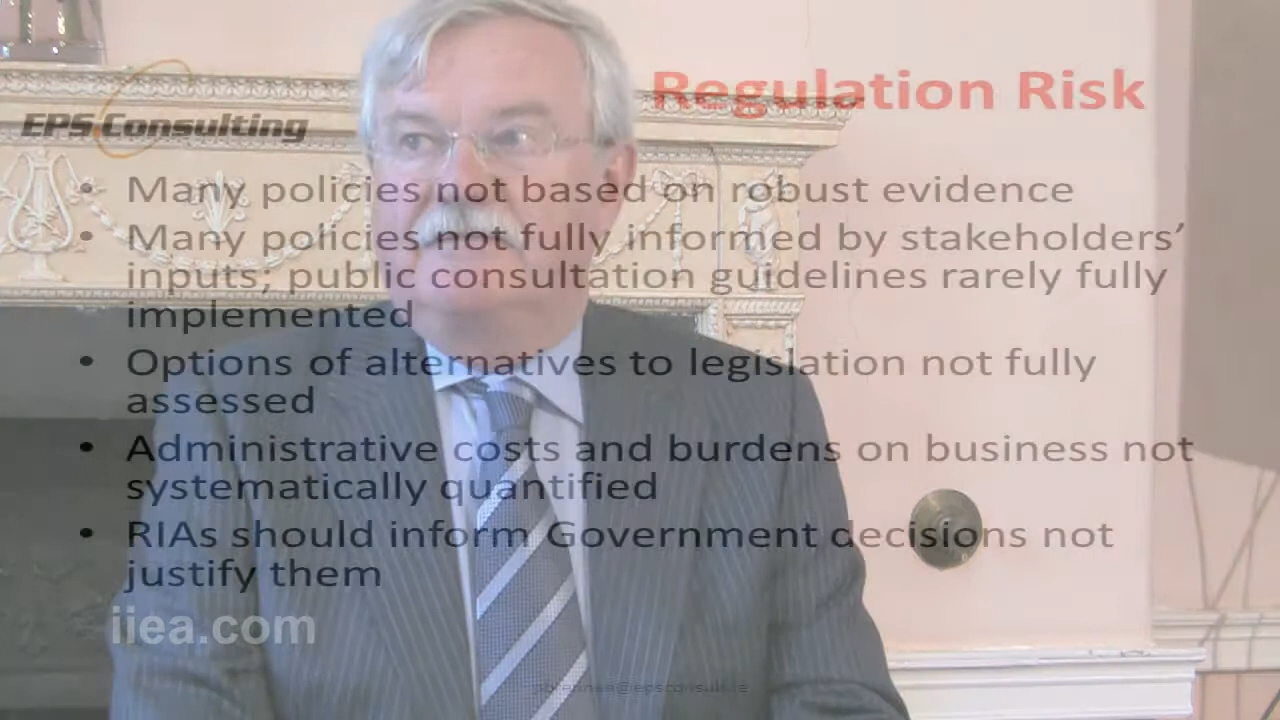 Regulation Risk
EPS Consulting
• Many policies not based on robust evidence
• Many policies not fully informed by stakeholders’
inputs; public consultation guidelines rarely fully
implemented
• Options of alternatives to legislation not fully
assessed
• Administrative costs and burdens on business not
systematically quantified
• RIAs should inform Government decisions not
justify them
iiea.com